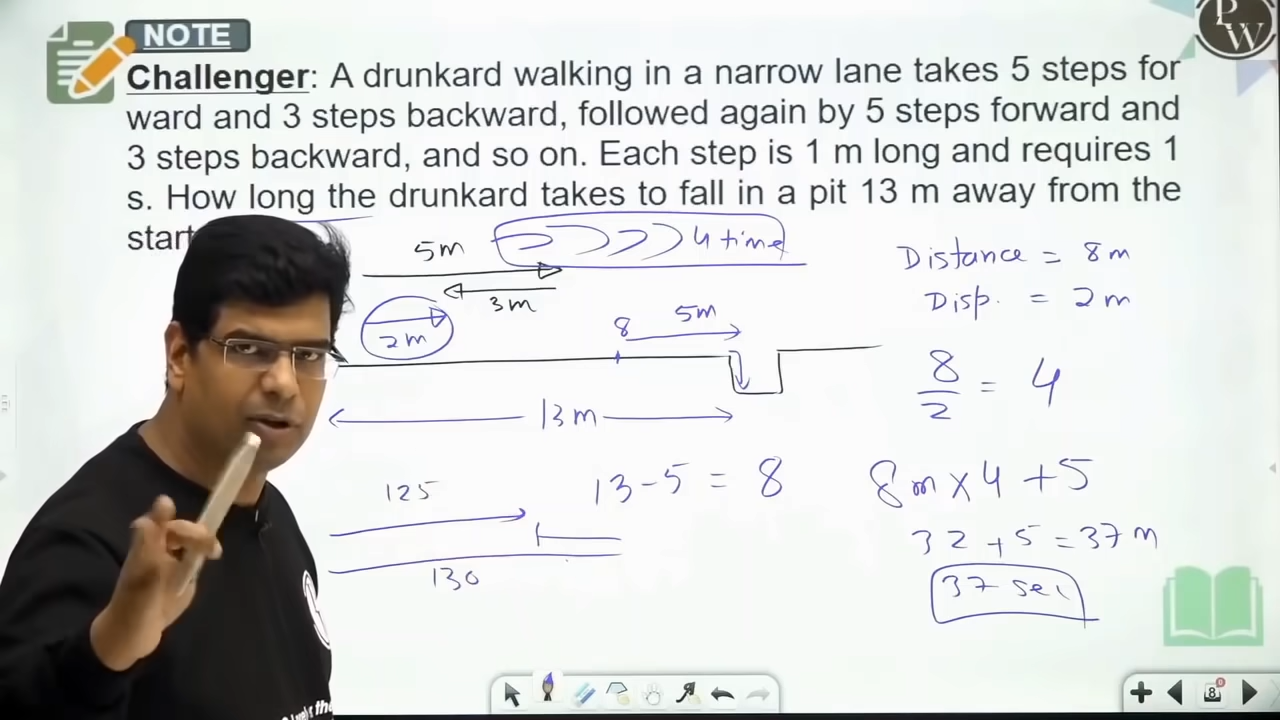 NOTE
PW
Challenger: A drunkard walking in a narrow lane takes 5 steps for
ward and 3 steps backward, followed again by 5 steps forward and
3 steps backward, and so on. Each step is 1 m long and requires 1
s. How long the drunkard takes to fall in a pit 13 m away from the
start
5m
4 time
3m
2m
8
5m
13m
125
130
13-5 = 8
Distance = 8m
Disp. = 2m
8/2 = 4
8m×4+5
32+5=37m
37 sec
8